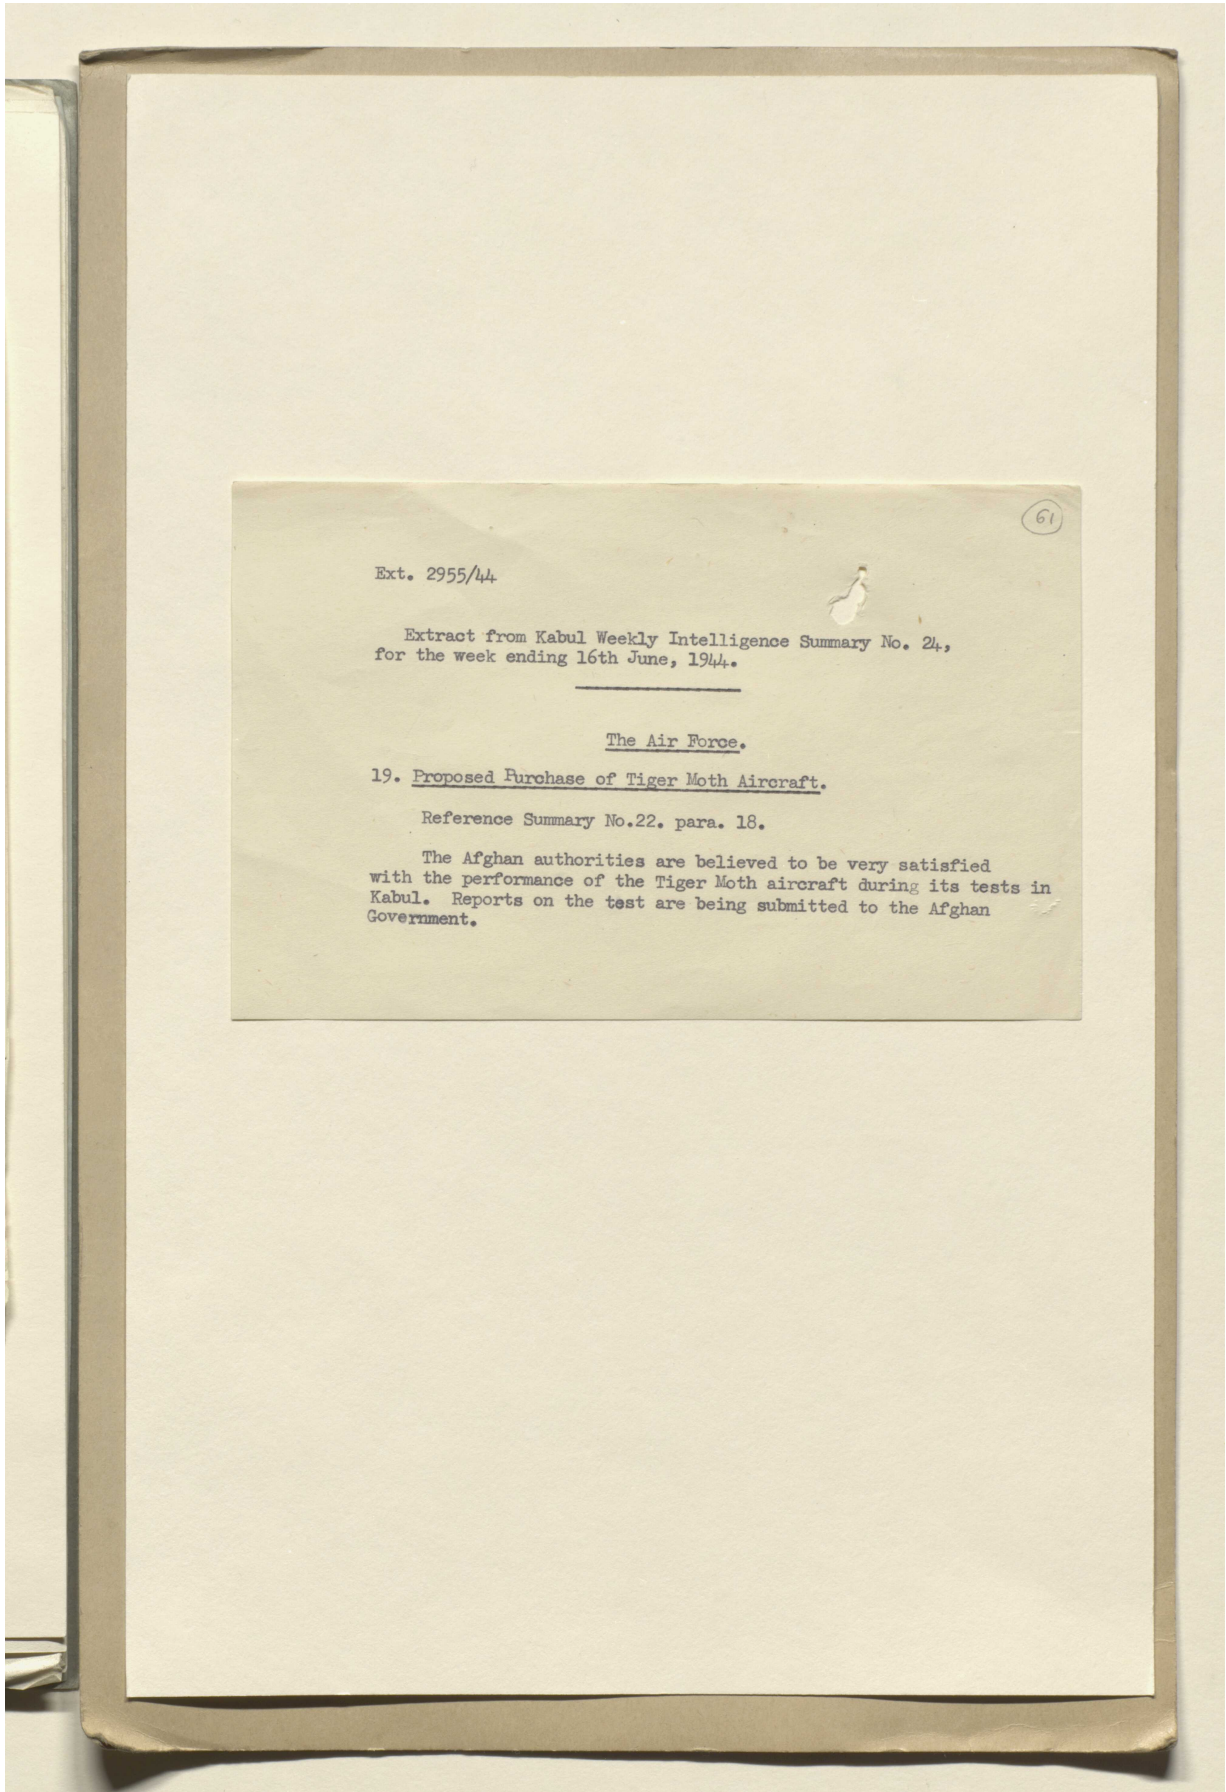 61
Ext. 2955/44
Extract from Kabul Weekly Intelligence Summary No. 24,
for the week ending 16th June, 1944.
The Air Force.
19. Proposed Purchase of Tiger Moth Aircraft.
Reference Summary No.22. para. 18.
The Afghan authorities are believed to be very satisfied
with the performance of the Tiger Moth aircraft during its tests in
Kabul. Reports on the test are being submitted to the Afghan
Government.